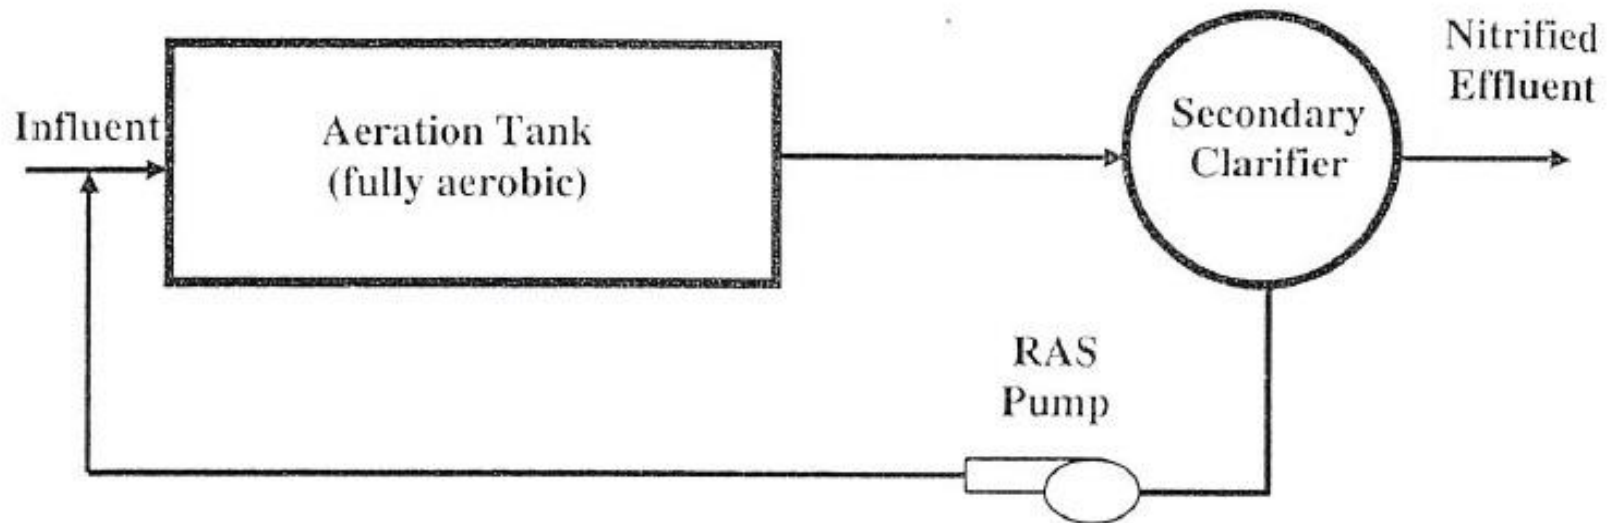 Influent
Aeration Tank
(fully aerobic)
Secondary
Clarifier
Nitrified
Effluent
RAS
Pump